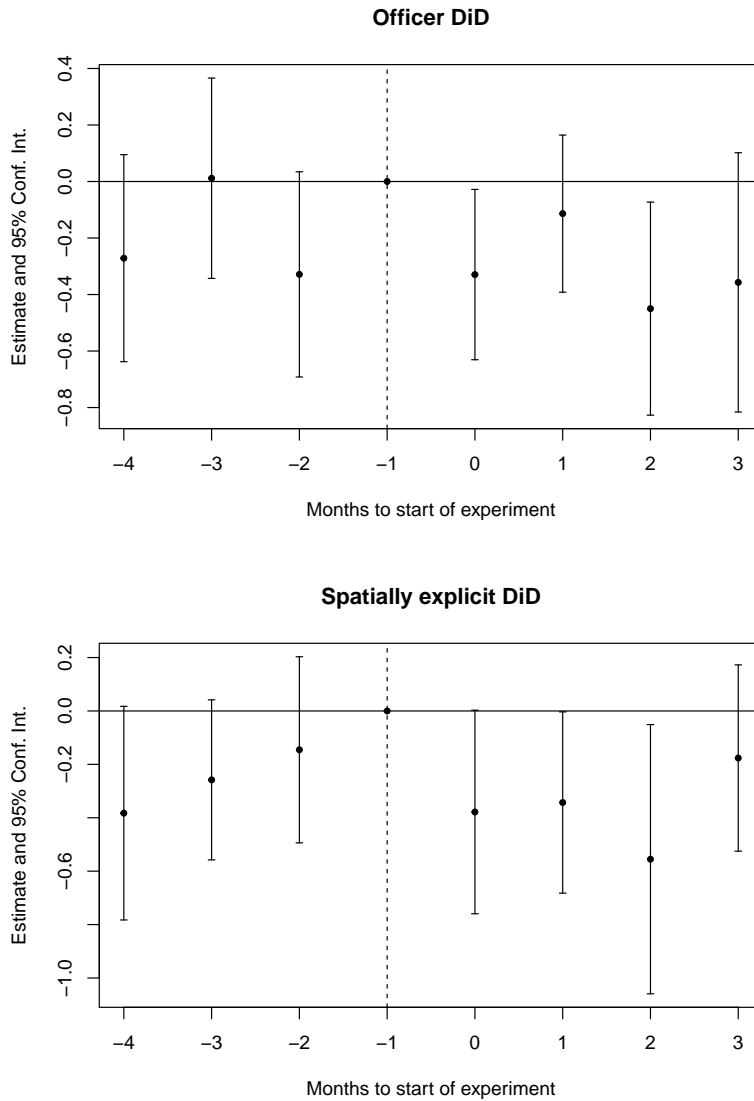 Officer DiD
Estimate and 95% Conf. Int.
0.4
0.2
0.0
−0.2
−0.4
−0.6
−0.8
−4 −3 −2 −1 0 1 2 3
Months to start of experiment
Spatially explicit DiD
Estimate and 95% Conf. Int.
0.2
0.0
−0.2
−0.6
−1.0
−4 −3 −2 −1 0 1 2 3
Months to start of experiment